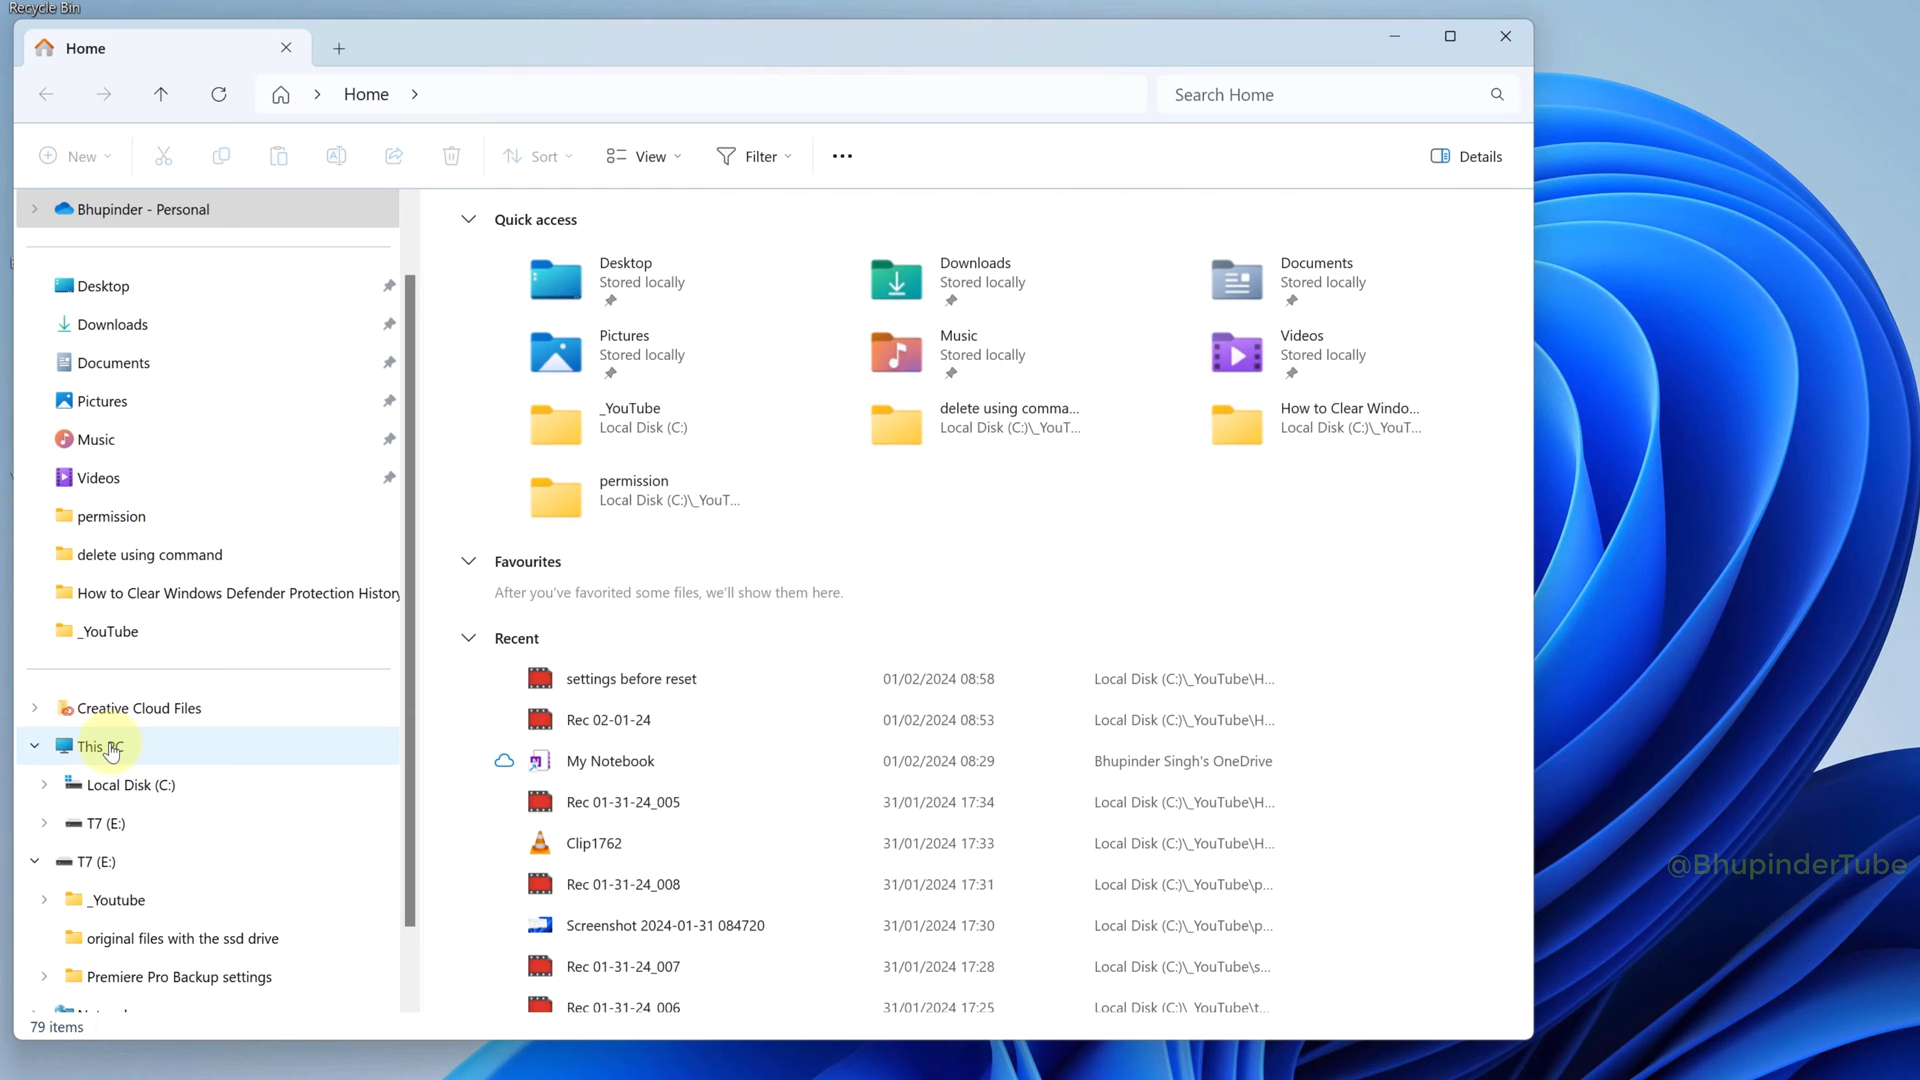 Recycle Bin
Home
Home
Search Home
New
Sort
View
Filter
Details
Bhupinder - Personal
Desktop
Downloads
Documents
Pictures
Music
Videos
permission
delete using command
How to Clear Windows Defender Protection History
_YouTube
Creative Cloud Files
This PC
Local Disk (C:)
T7 (E:)
T7 (E:)
_Youtube
original files with the ssd drive
Premiere Pro Backup settings
79 items
Quick access
Desktop
Stored locally
Downloads
Stored locally
Documents
Stored locally
Pictures
Stored locally
Music
Stored locally
Videos
Stored locally
_YouTube
Local Disk (C:)
delete using comma...
Local Disk (C:)\_YouT...
How to Clear Windo...
Local Disk (C:)\_YouT...
permission
Local Disk (C:)\_YouT...
Favourites
After you've favorited some files, we'll show them here.
Recent
settings before reset 01/02/2024 08:58 Local Disk (C:)\_YouTube\H...
Rec 02-01-24 01/02/2024 08:53 Local Disk (C:)\_YouTube\H...
My Notebook 01/02/2024 08:29 Bhupinder Singh's OneDrive
Rec 01-31-24_005 31/01/2024 17:34 Local Disk (C:)\_YouTube\H...
Clip1762 31/01/2024 17:33 Local Disk (C:)\_YouTube\H...
Rec 01-31-24_008 31/01/2024 17:31 Local Disk (C:)\_YouTube\p...
Screenshot 2024-01-31 084720 31/01/2024 17:30 Local Disk (C:)\_YouTube\p...
Rec 01-31-24_007 31/01/2024 17:28 Local Disk (C:)\_YouTube\s...
Rec 01-31-24_006 31/01/2024 17:25 Local Disk (C:)\_YouTube\t...
@BhupinderTube